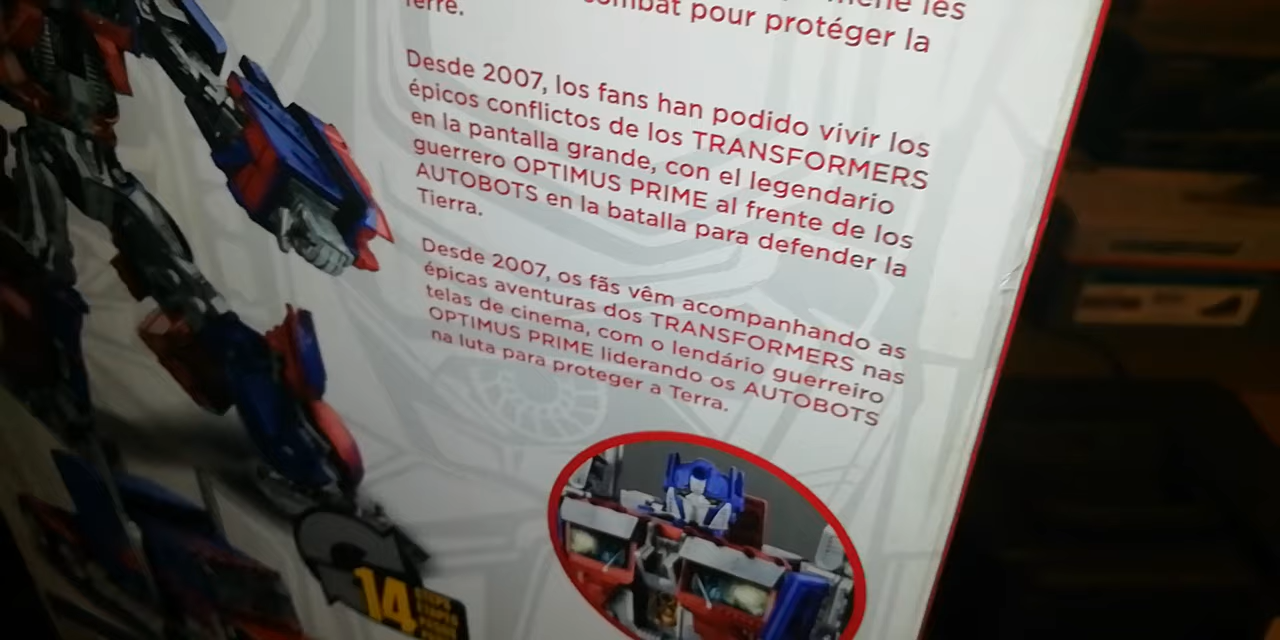 combat pour protéger la
Terre.
Desde 2007, los fans han podido vivir los
épicos conflictos de los TRANSFORMERS
en la pantalla grande, con el legendario
guerrero OPTIMUS PRIME al frente de los
AUTOBOTS en la batalla para defender la
Tierra.
Desde 2007, os fãs vêm acompanhando as
épicas aventuras dos TRANSFORMERS nas
telas de cinema, com o lendário guerreiro
OPTIMUS PRIME liderando os AUTOBOTS
na luta para proteger a Terra.
14